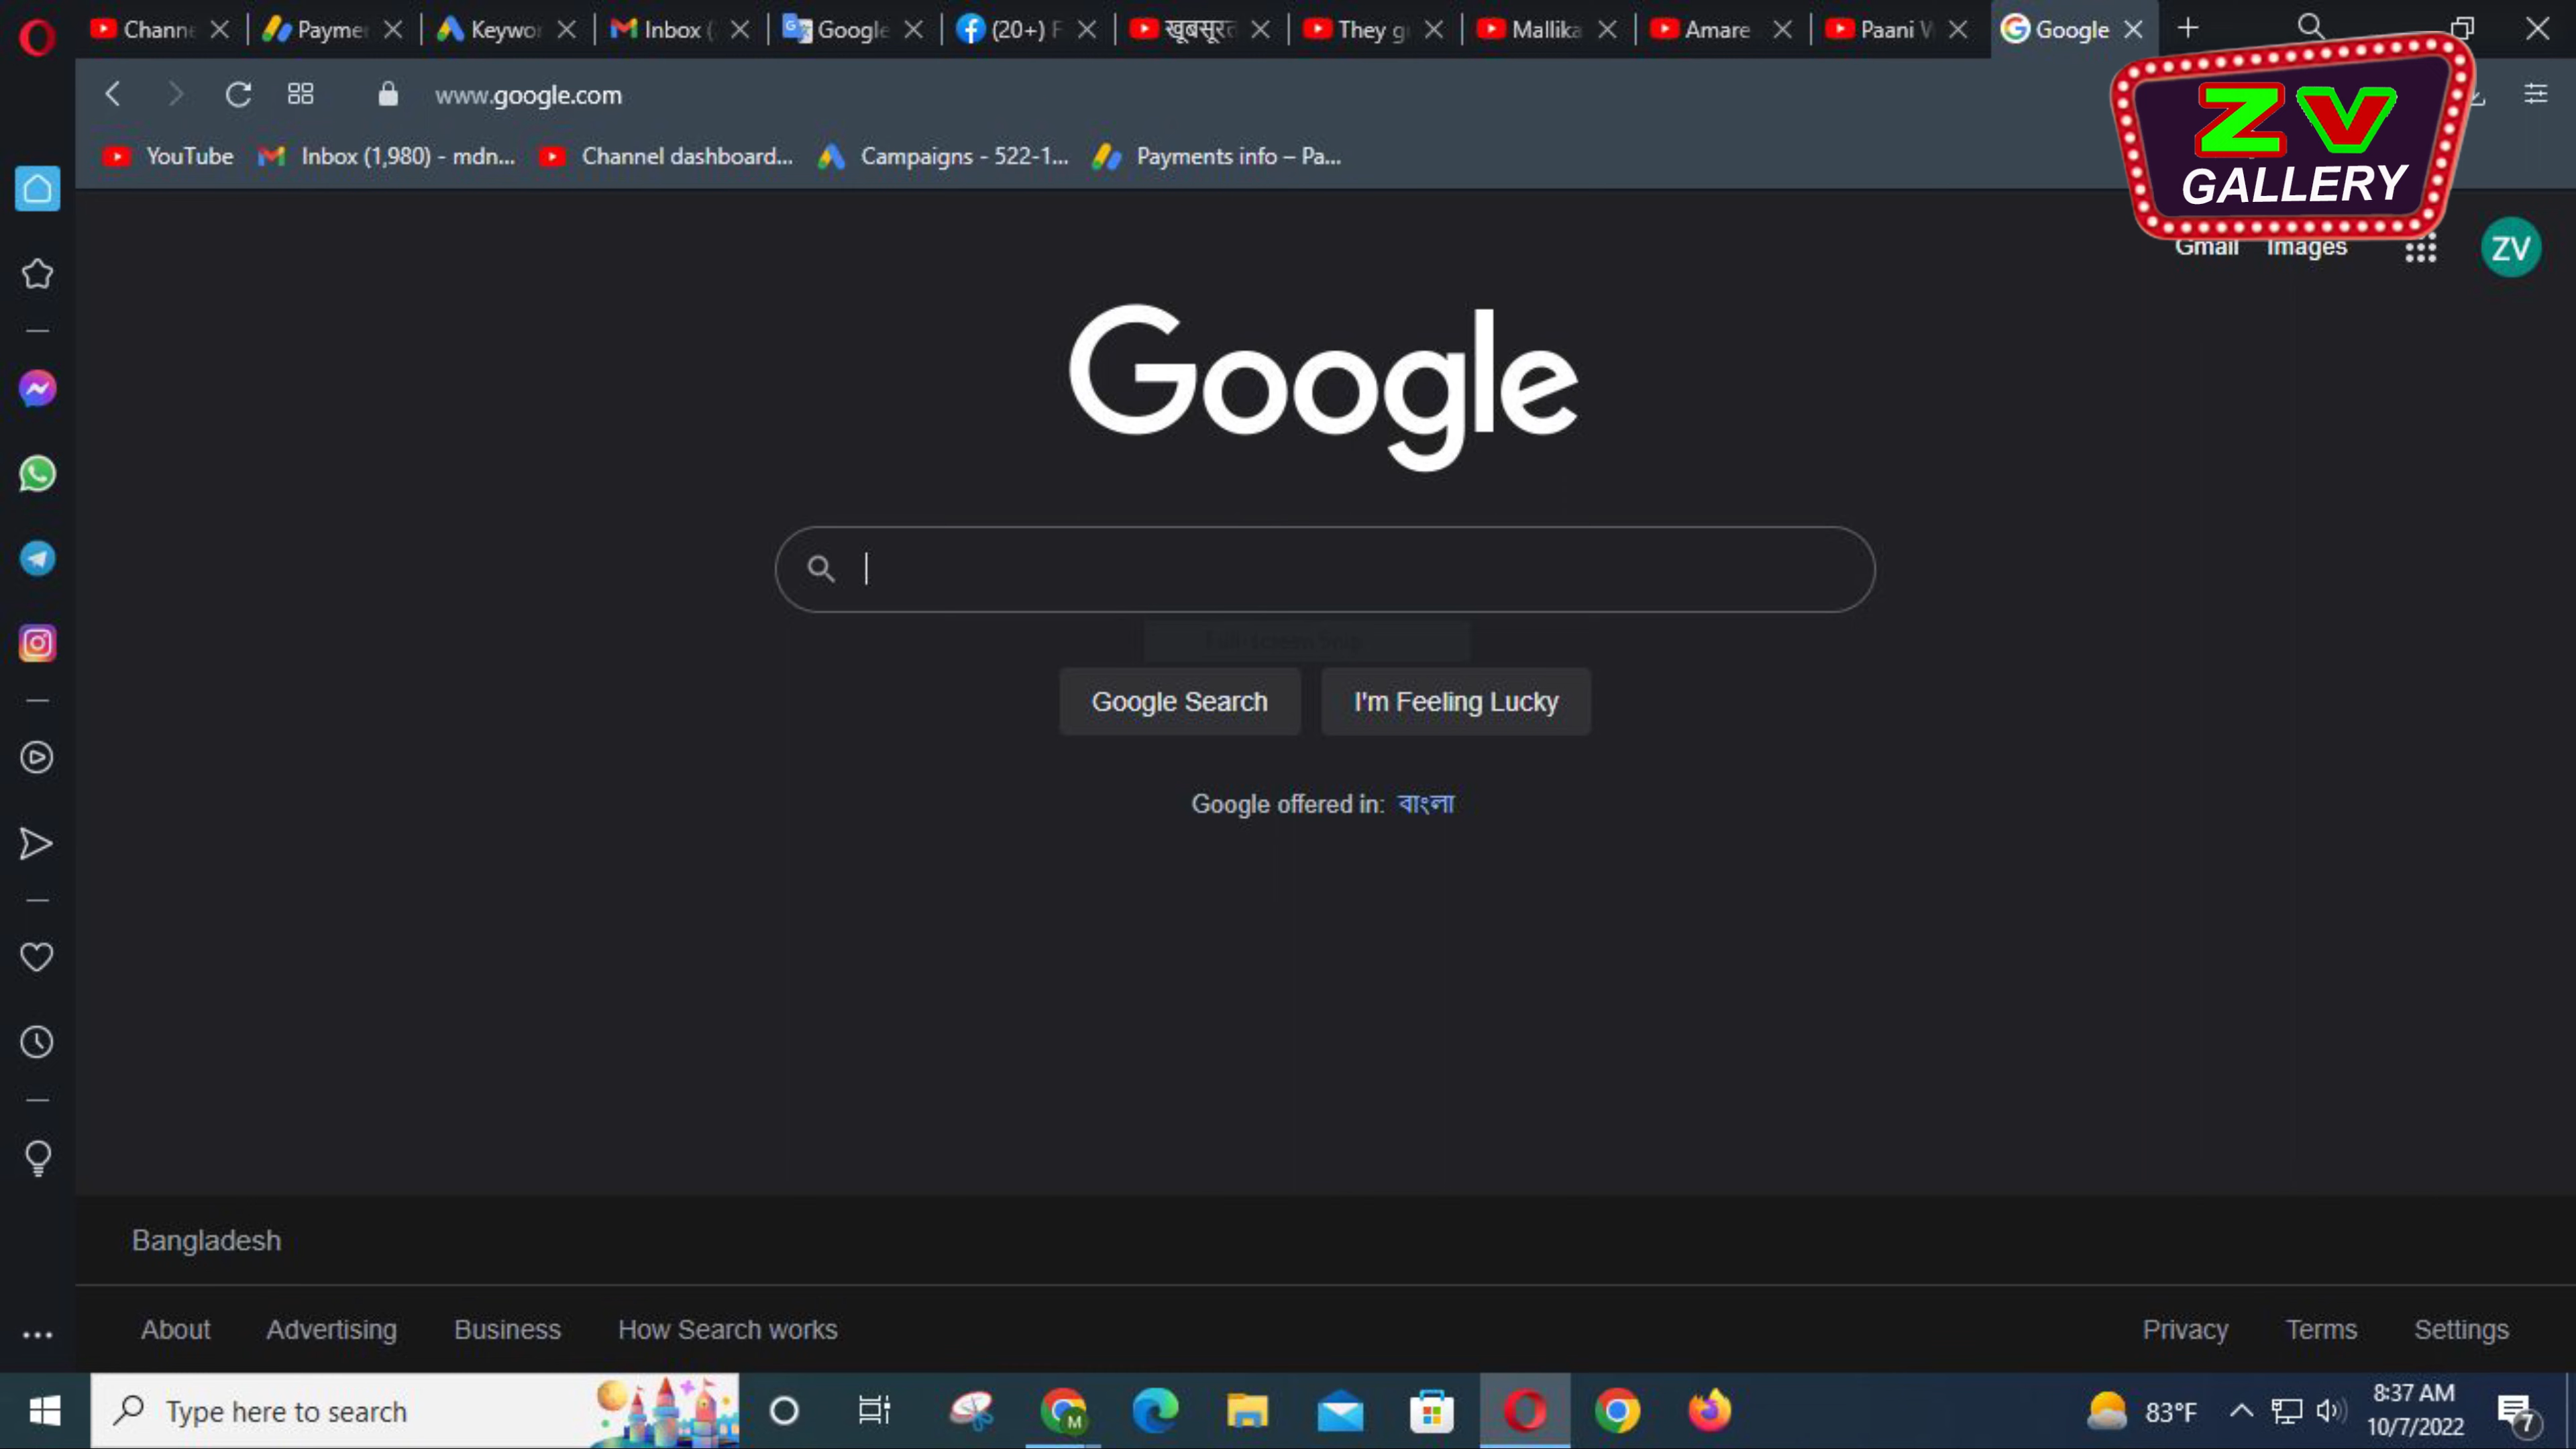 Channe Paymer Keywor Inbox ( Google (20+) F खूबसूरत They g Mallika Amare Paani W Google
www.google.com
YouTube Inbox (1,980) - mdn... Channel dashboard... Campaigns - 522-1... Payments info – Pa...
ZV
GALLERY
Gmail Images ZV
Google
Google Search I'm Feeling Lucky
Google offered in: বাংলা
Bangladesh
About Advertising Business How Search works Privacy Terms Settings
Type here to search M 83°F 8:37 AM
10/7/2022 7